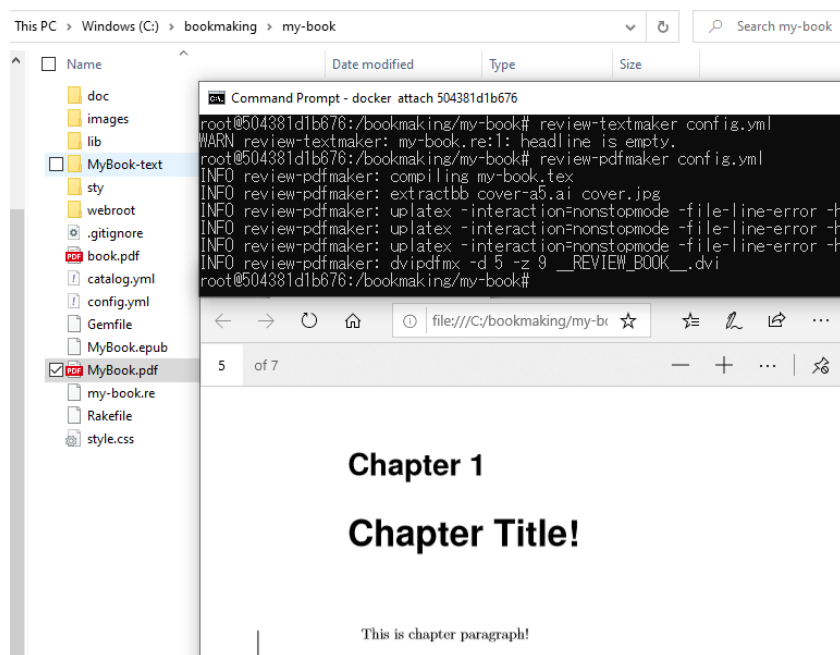 This PC > Windows (C:) > bookmaking > my-book
Search my-book
Name
Date modified
Type
Size
doc
images
lib
MyBook-text
sty
webroot
.gitignore
book.pdf
catalog.yml
config.yml
Gemfile
MyBook.epub
MyBook.pdf
my-book.re
Rakefile
style.css
Command Prompt - docker attach 504381d1b676
root@504381d1b676:/bookmaking/my-book# review-textmaker config.yml
WARN review-textmaker: my-book.re:1: headline is empty.
root@504381d1b676:/bookmaking/my-book# review-pdfmaker config.yml
INFO review-pdfmaker: compiling my-book.tex
INFO review-pdfmaker: extractbb cover-a5.ai cover.jpg
INFO review-pdfmaker: uplatex -interaction=nonstopmode -file-line-error -h
INFO review-pdfmaker: uplatex -interaction=nonstopmode -file-line-error -h
INFO review-pdfmaker: uplatex -interaction=nonstopmode -file-line-error -h
INFO review-pdfmaker: dvipdfmx -d 5 -z 9 __REVIEW_BOOK__.dvi
root@504381d1b676:/bookmaking/my-book#
file:///C:/bookmaking/my-bo
5 of 7
Chapter 1
Chapter Title!
This is chapter paragraph!